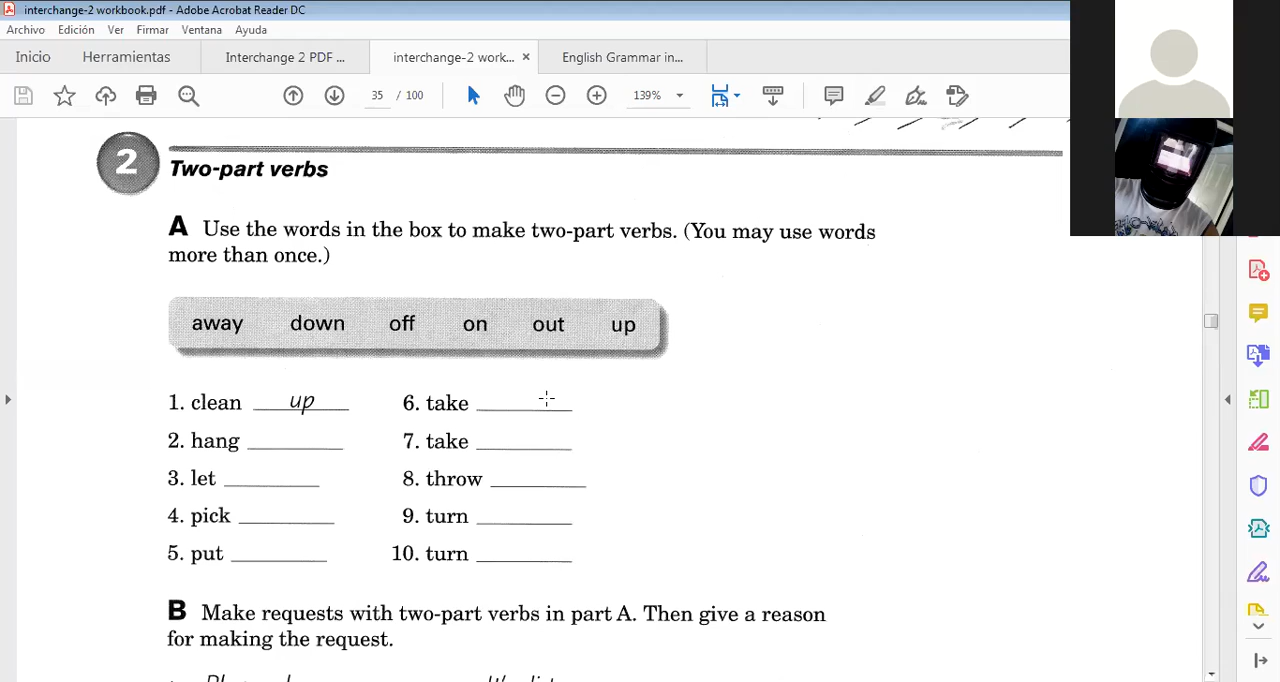 interchange-2 workbook.pdf - Adobe Acrobat Reader DC
Archivo Edición Ver Firmar Ventana Ayuda
Inicio Herramientas Interchange 2 PDF ... interchange-2 work... × English Grammar in...
35 / 100 139%
2
Two-part verbs
A Use the words in the box to make two-part verbs. (You may use words
more than once.)
away down off on out up
1. clean up 6. take
2. hang 7. take
3. let 8. throw
4. pick 9. turn
5. put 10. turn
B Make requests with two-part verbs in part A. Then give a reason
for making the request.